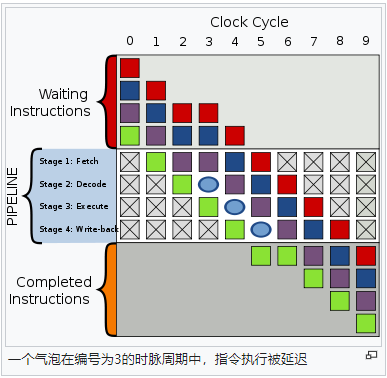 Clock Cycle
0 1 2 3 4 5 6 7 8 9
Waiting
Instructions
PIPELINE
Stage 1: Fetch
Stage 2: Decode
Stage 3: Execute
Stage 4: Write-back
Completed
Instructions
一个气泡在编号为3的时脉周期中，指令执行被延迟